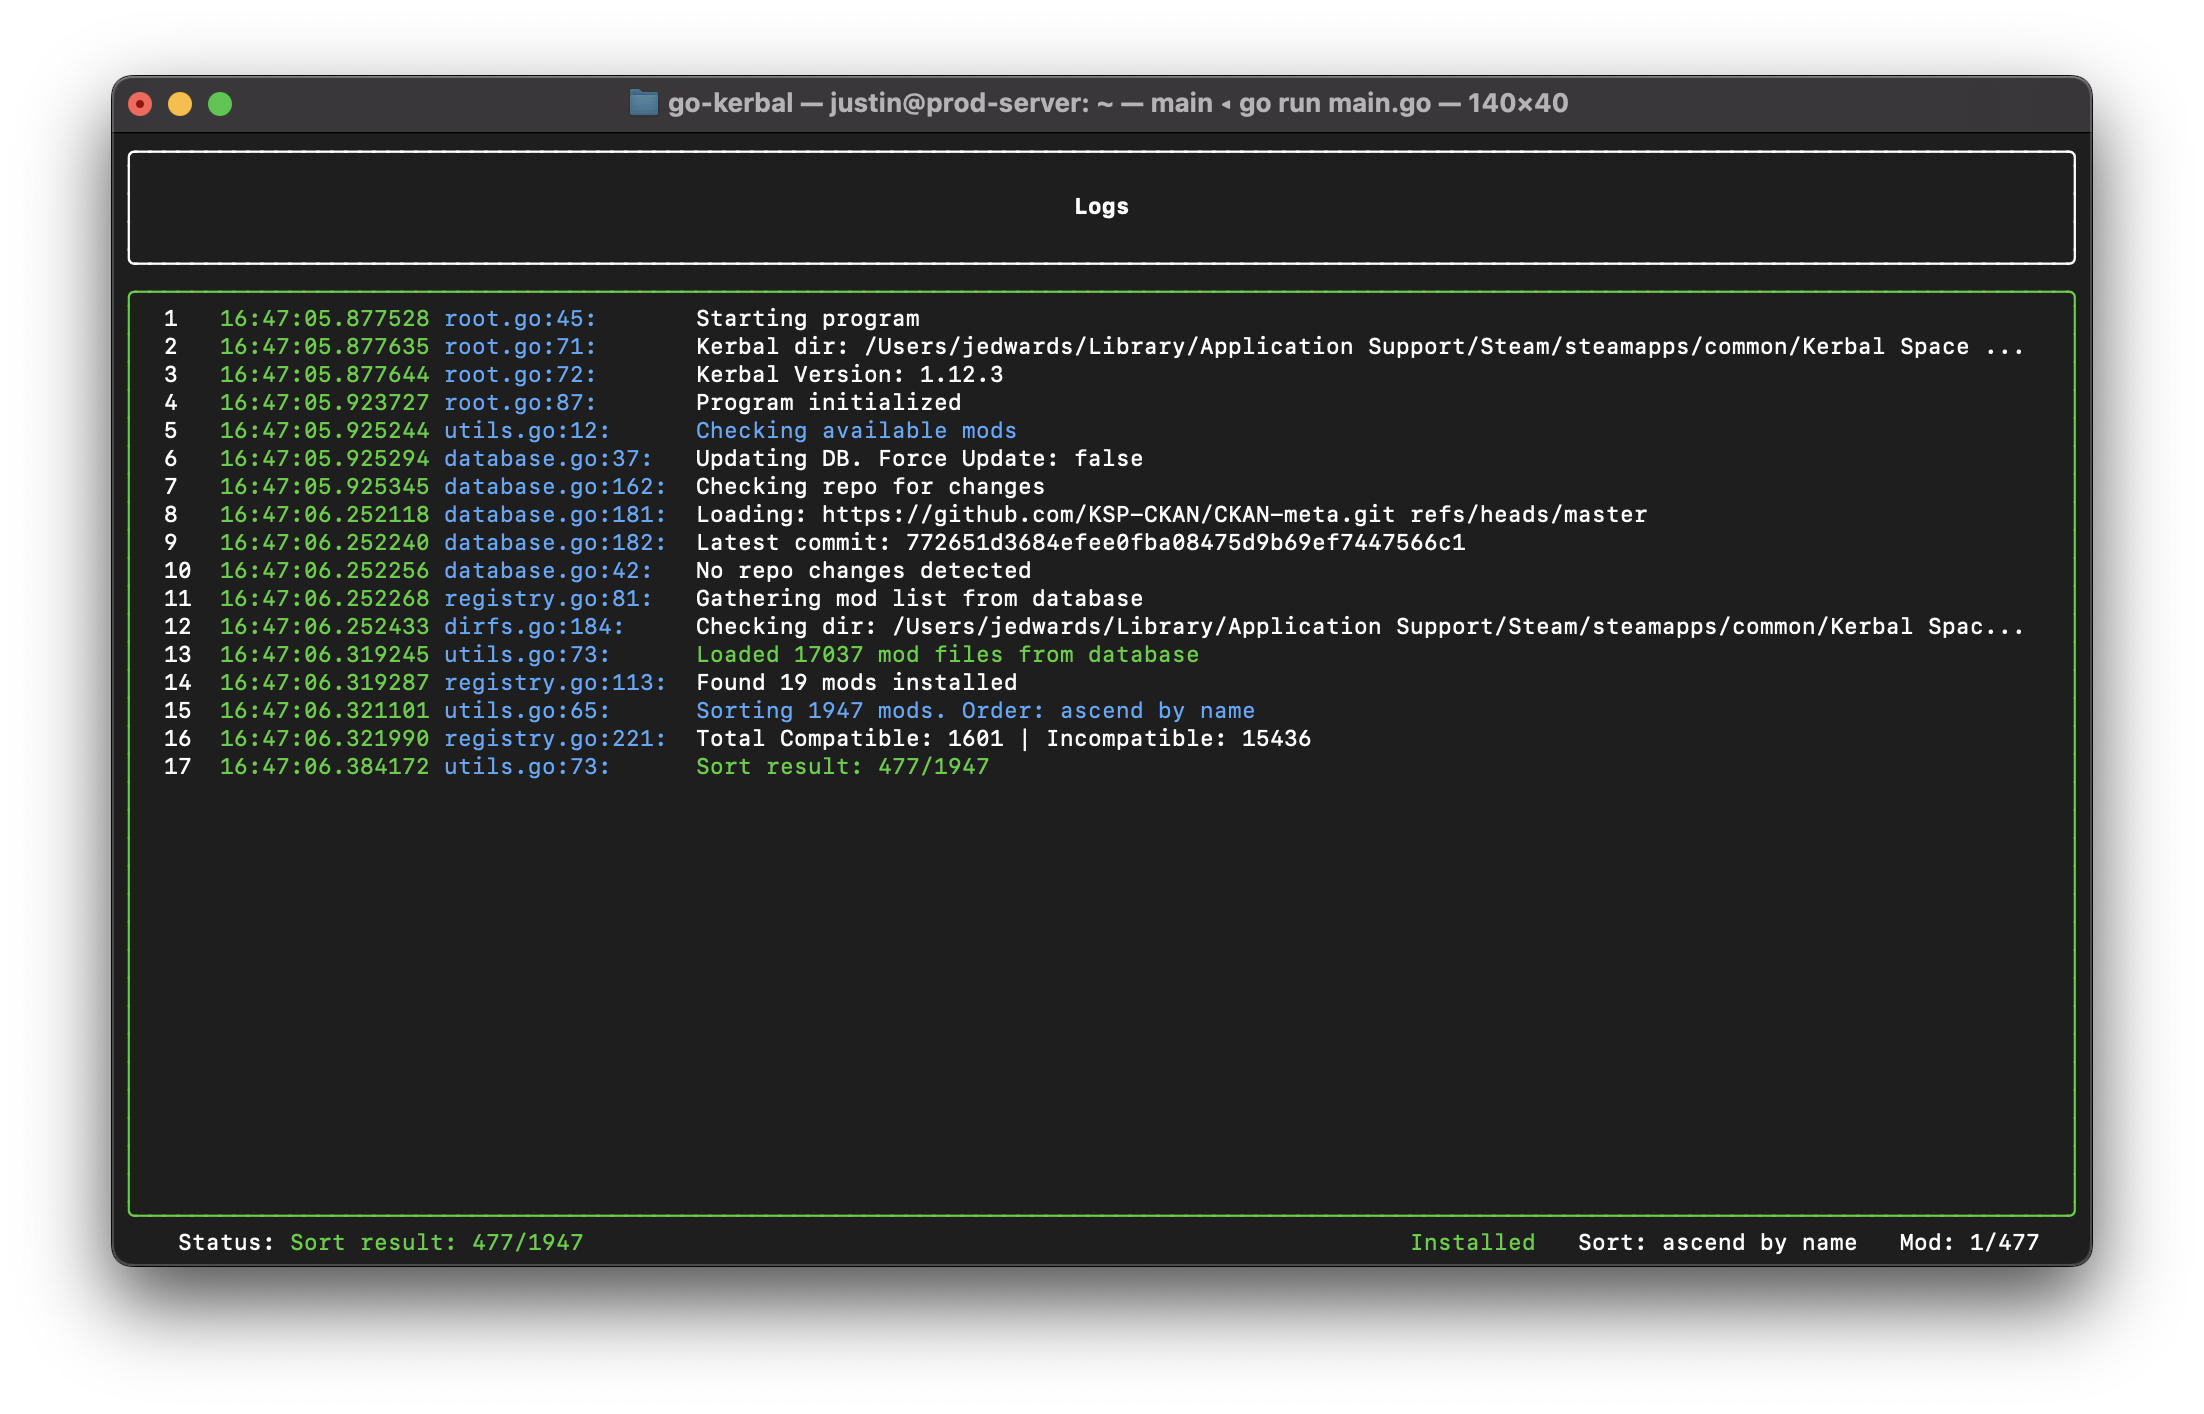 go-kerbal — justin@prod-server: ~ — main ◂ go run main.go — 140×40
Logs
1 16:47:05.877528 root.go:45: Starting program
2 16:47:05.877635 root.go:71: Kerbal dir: /Users/jedwards/Library/Application Support/Steam/steamapps/common/Kerbal Space ...
3 16:47:05.877644 root.go:72: Kerbal Version: 1.12.3
4 16:47:05.923727 root.go:87: Program initialized
5 16:47:05.925244 utils.go:12: Checking available mods
6 16:47:05.925294 database.go:37: Updating DB. Force Update: false
7 16:47:05.925345 database.go:162: Checking repo for changes
8 16:47:06.252118 database.go:181: Loading: https://github.com/KSP-CKAN/CKAN-meta.git refs/heads/master
9 16:47:06.252240 database.go:182: Latest commit: 772651d3684efee0fba08475d9b69ef7447566c1
10 16:47:06.252256 database.go:42: No repo changes detected
11 16:47:06.252268 registry.go:81: Gathering mod list from database
12 16:47:06.252433 dirfs.go:184: Checking dir: /Users/jedwards/Library/Application Support/Steam/steamapps/common/Kerbal Spac...
13 16:47:06.319245 utils.go:73: Loaded 17037 mod files from database
14 16:47:06.319287 registry.go:113: Found 19 mods installed
15 16:47:06.321101 utils.go:65: Sorting 1947 mods. Order: ascend by name
16 16:47:06.321990 registry.go:221: Total Compatible: 1601 | Incompatible: 15436
17 16:47:06.384172 utils.go:73: Sort result: 477/1947
Status: Sort result: 477/1947 Installed Sort: ascend by name Mod: 1/477